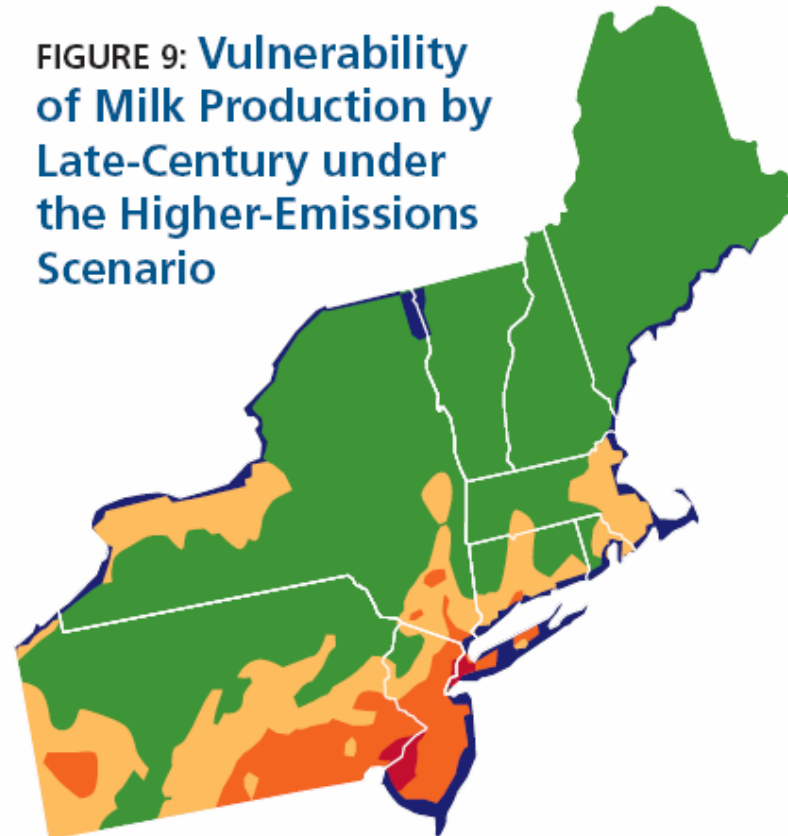 FIGURE 9: Vulnerability
of Milk Production by
Late-Century under
the Higher-Emissions
Scenario